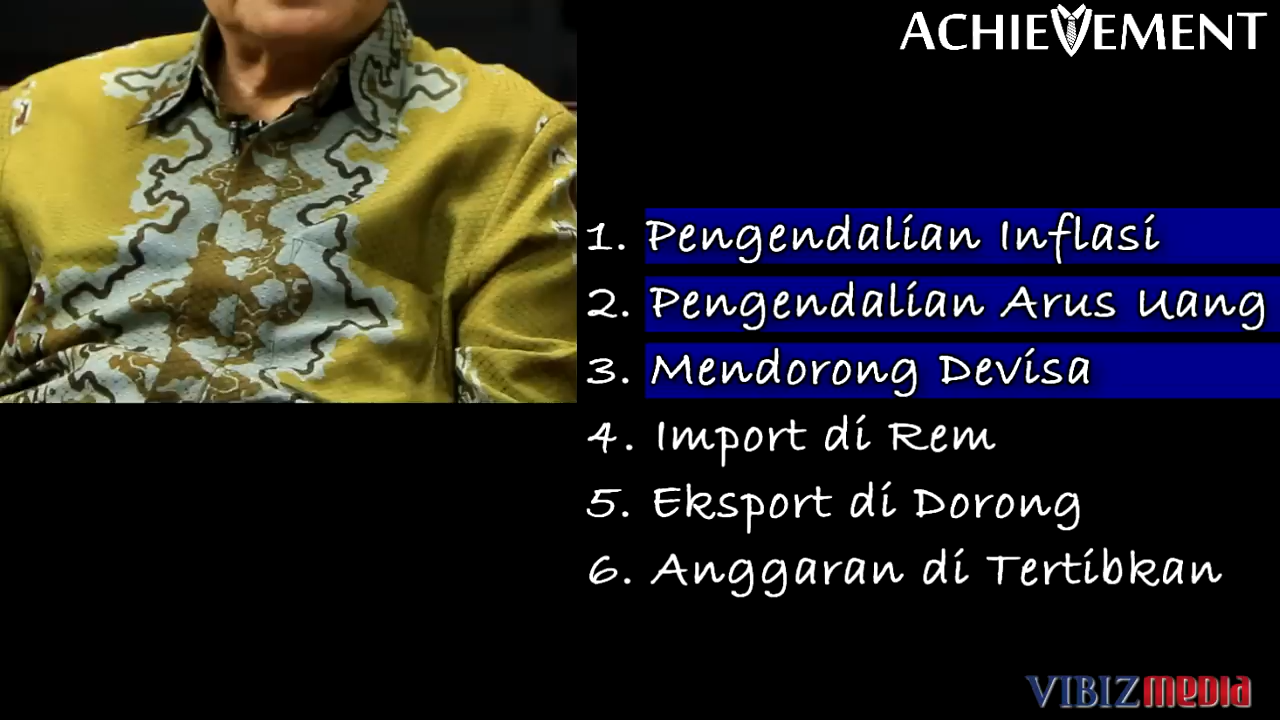 ACHIEVEMENT
1. Pengendalian Inflasi
2. Pengendalian Arus Uang
3. Mendorong Devisa
4. Import di Rem
5. Eksport di Dorong
6. Anggaran di Tertibkan
VIBIZmedia